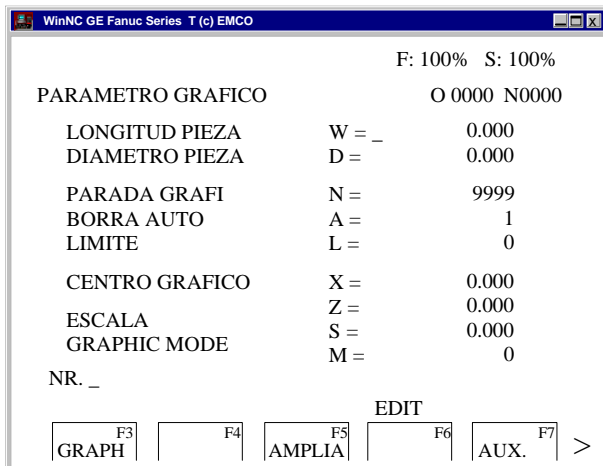 WinNC GE Fanuc Series T (c) EMCO
F: 100% S: 100%
PARAMETRO GRAFICO O 0000 N0000
LONGITUD PIEZA W = _ 0.000
DIAMETRO PIEZA D = 0.000
PARADA GRAFI N = 9999
BORRA AUTO A = 1
LIMITE L = 0
CENTRO GRAFICO X = 0.000
Z = 0.000
ESCALA S = 0.000
GRAPHIC MODE M = 0
NR. _
EDIT
F3 F4 F5 F6 F7
GRAPH AMPLIA AUX. >